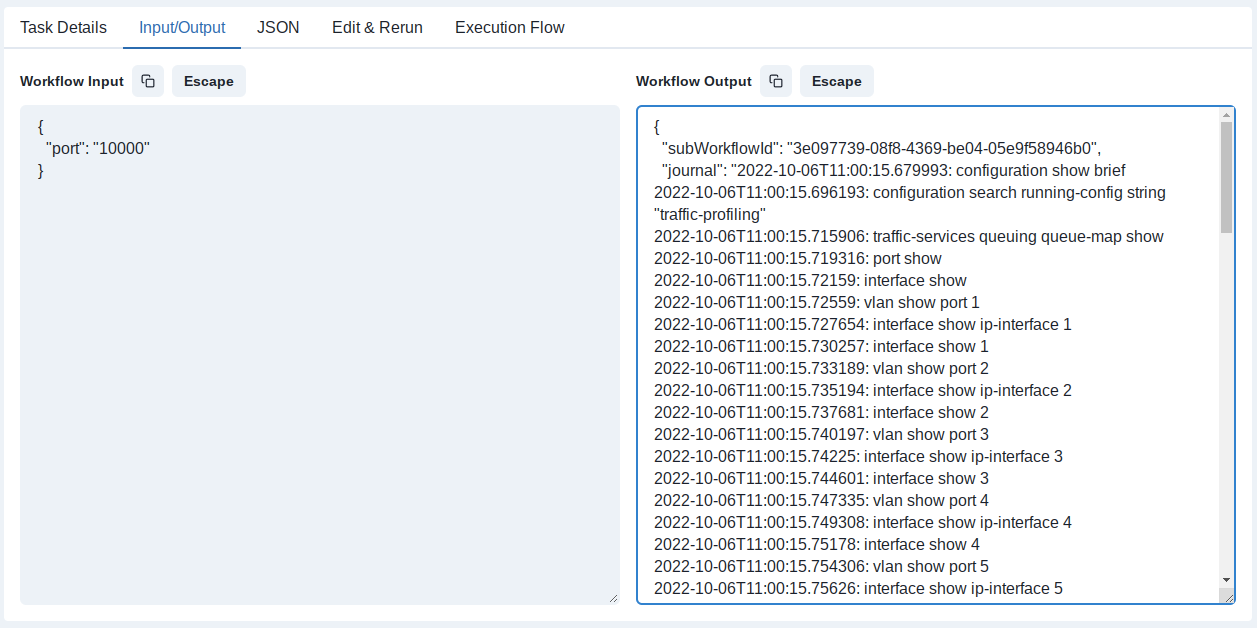 Task Details Input/Output JSON Edit & Rerun Execution Flow
Workflow Input Escape
{
"port": "10000"
}
Workflow Output Escape
{
"subWorkflowId": "3e097739-08f8-4369-be04-05e9f58946b0",
"journal": "2022-10-06T11:00:15.679993: configuration show brief
2022-10-06T11:00:15.696193: configuration search running-config string
"traffic-profiling"
2022-10-06T11:00:15.715906: traffic-services queuing queue-map show
2022-10-06T11:00:15.719316: port show
2022-10-06T11:00:15.72159: interface show
2022-10-06T11:00:15.72559: vlan show port 1
2022-10-06T11:00:15.727654: interface show ip-interface 1
2022-10-06T11:00:15.730257: interface show 1
2022-10-06T11:00:15.733189: vlan show port 2
2022-10-06T11:00:15.735194: interface show ip-interface 2
2022-10-06T11:00:15.737681: interface show 2
2022-10-06T11:00:15.740197: vlan show port 3
2022-10-06T11:00:15.74225: interface show ip-interface 3
2022-10-06T11:00:15.744601: interface show 3
2022-10-06T11:00:15.747335: vlan show port 4
2022-10-06T11:00:15.749308: interface show ip-interface 4
2022-10-06T11:00:15.75178: interface show 4
2022-10-06T11:00:15.754306: vlan show port 5
2022-10-06T11:00:15.75626: interface show ip-interface 5